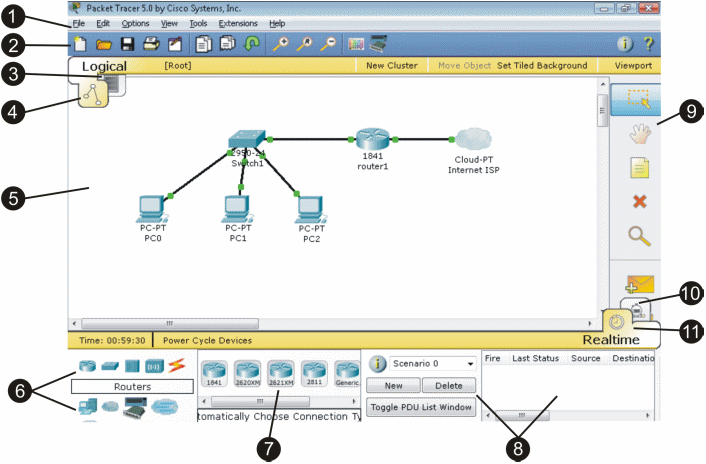 Packet Tracer 5.0 by Cisco Systems, Inc.
1
File Edit Options View Tools Extensions Help
2
3
Logical [Root] New Cluster Move Object Set Tiled Background Viewport
4
5
9
2950-24
Switch1
1841
router1
Cloud-PT
Internet ISP
PC-PT
PC0
PC-PT
PC1
PC-PT
PC2
10
11
Time: 00:59:30 Power Cycle Devices Realtime
6
Routers
1841 2620XM 2621XM 2811 Generic
tomatically Choose Connection Ty
7
Scenario 0
New Delete
Toggle PDU List Window
8
Fire Last Status Source Destinatio